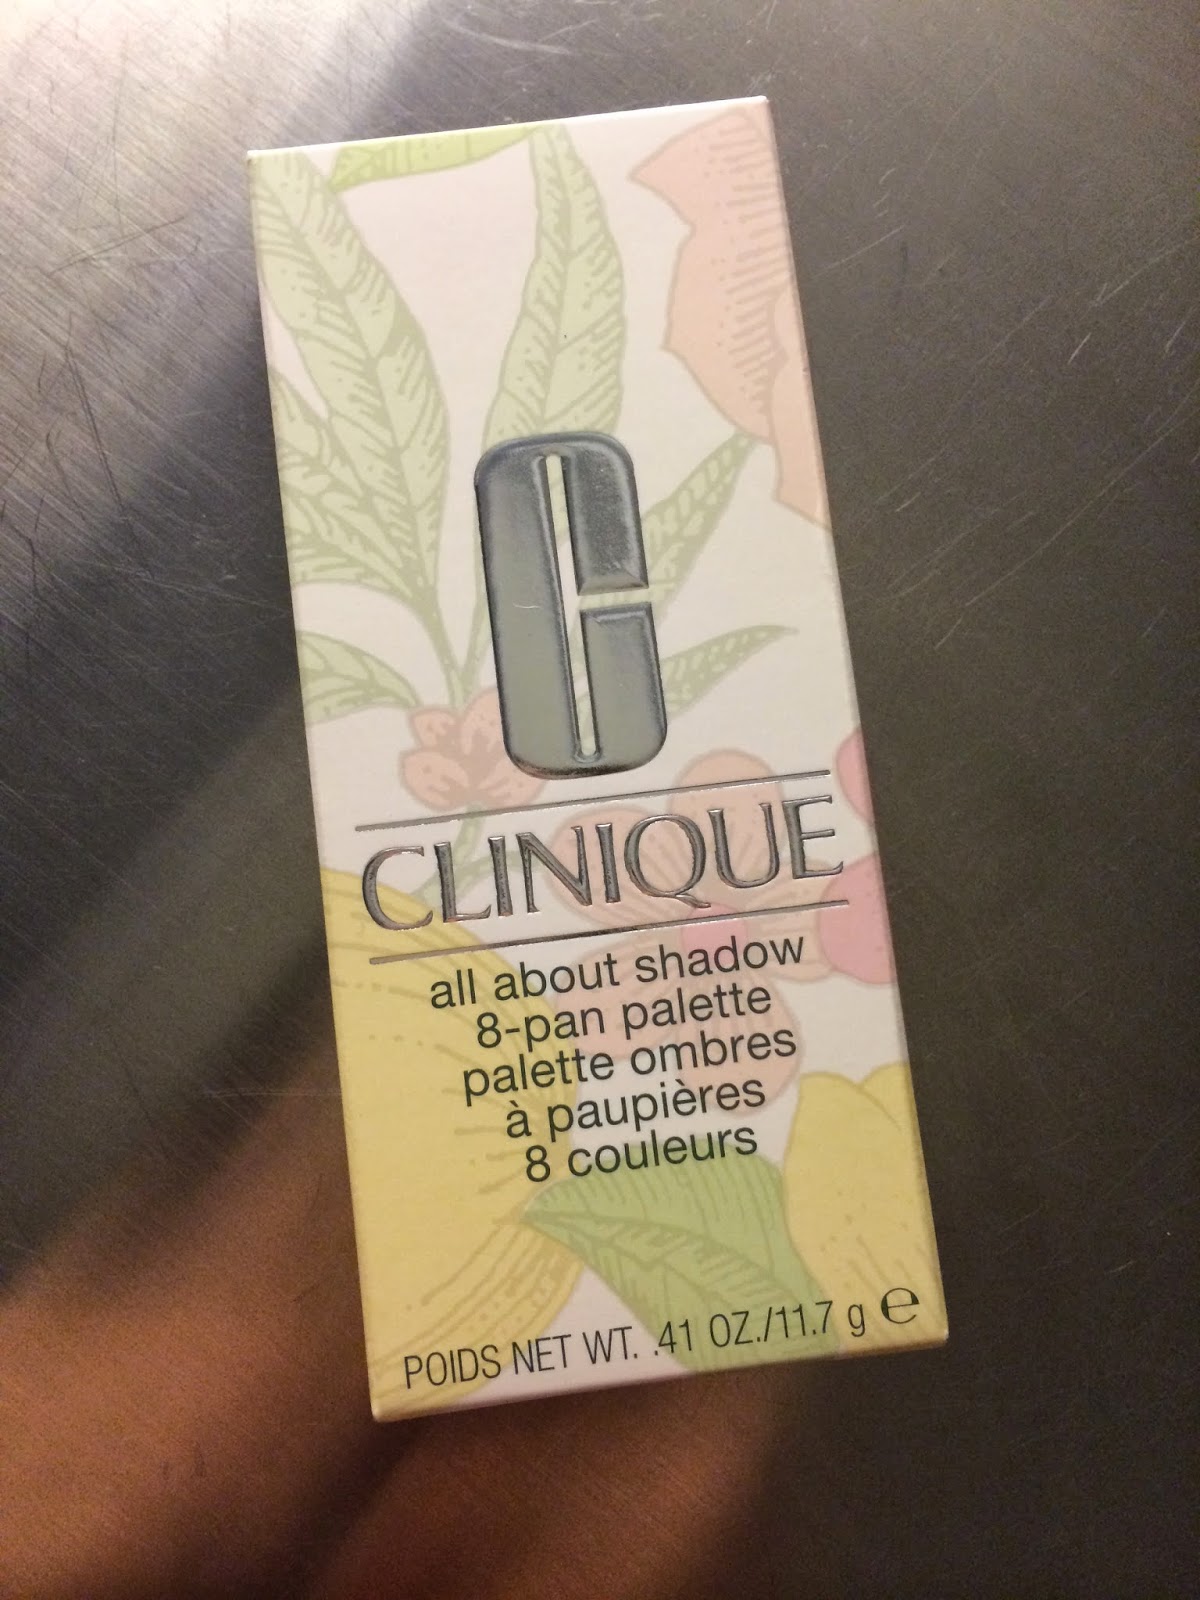 C
CLINIQUE
all about shadow
8-pan palette
palette ombres
à paupières
8 couleurs
POIDS NET WT. .41 OZ./11.7 g ℮